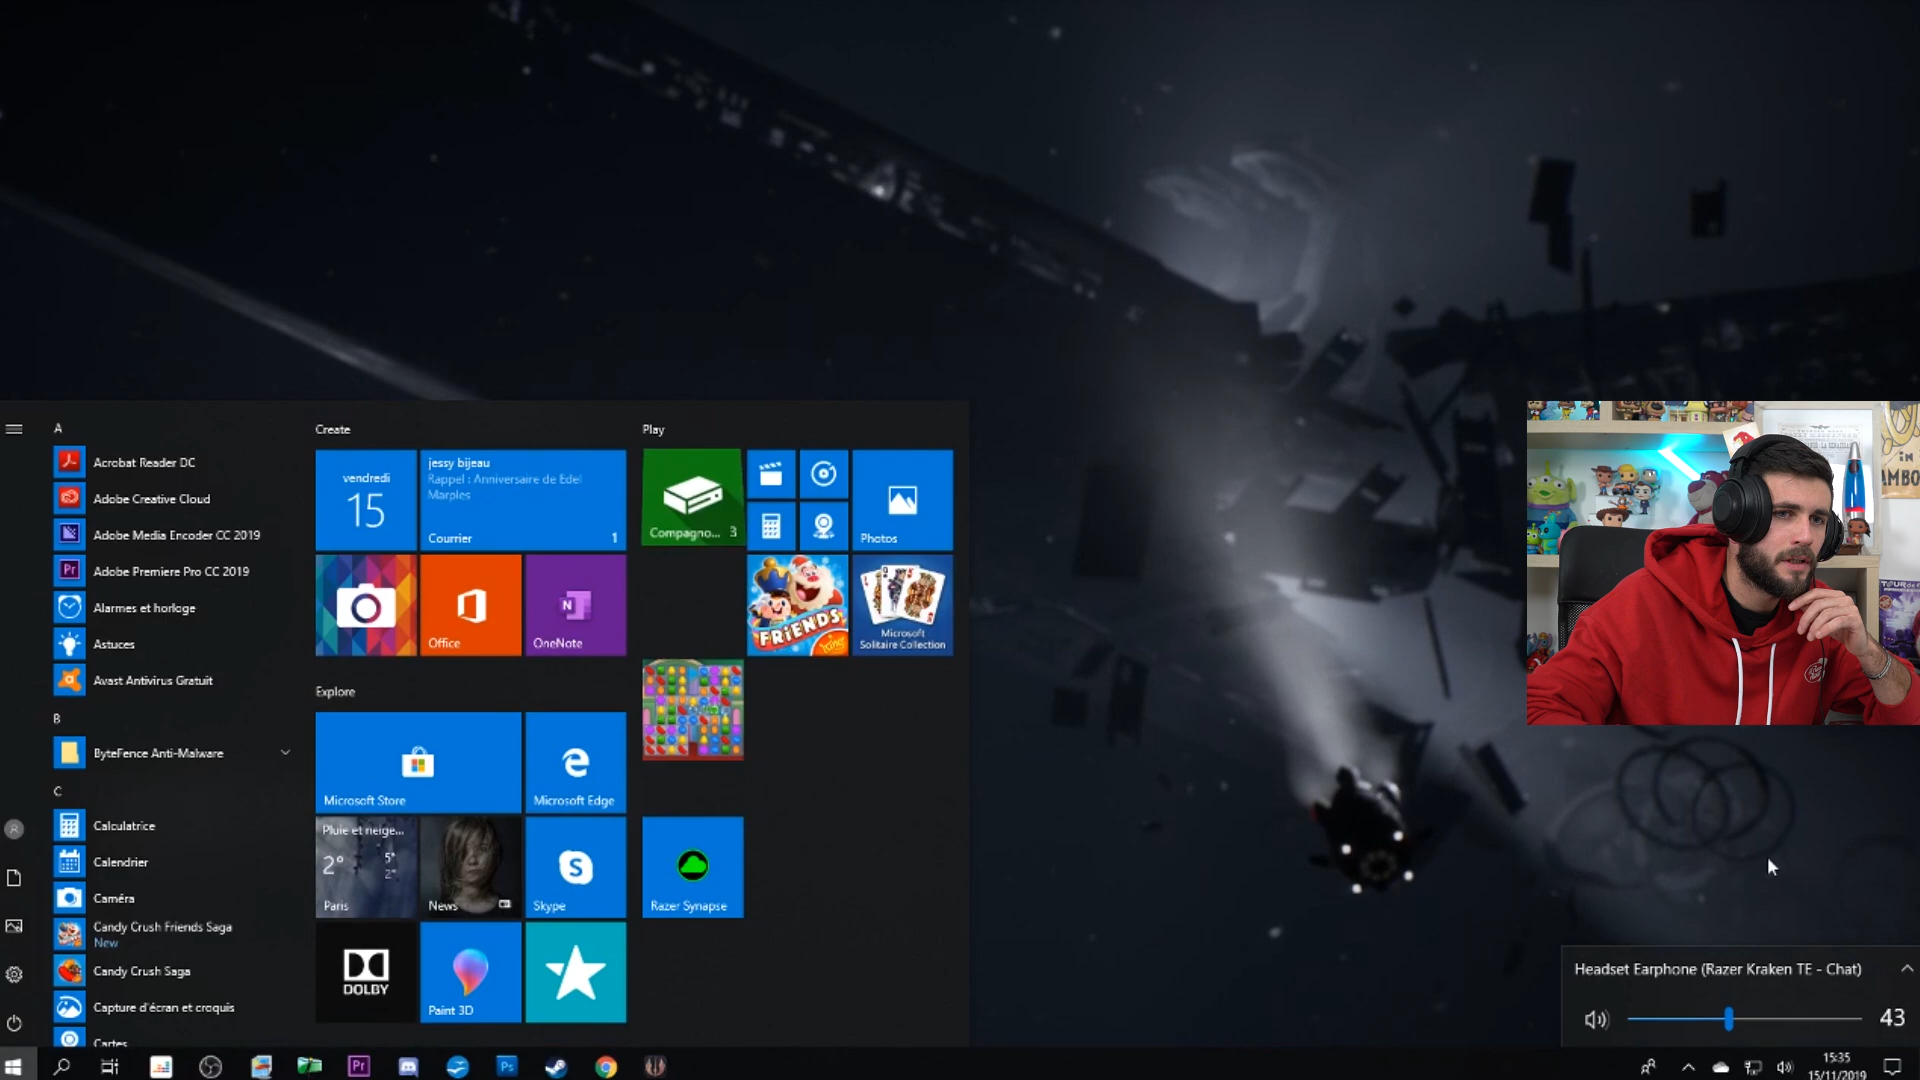 A
Acrobat Reader DC
Adobe Creative Cloud
Adobe Media Encoder CC 2019
Pr
Adobe Premiere Pro CC 2019
Alarmes et horloge
Astuces
Avast Antivirus Gratuit
B
ByteFence Anti-Malware
C
Calculatrice
Calendrier
Caméra
Candy Crush Friends Saga
New
Candy Crush Saga
Capture d'écran et croquis
Cartes
Create
vendredi
15
jessy bijeau
Rappel : Anniversaire de Edel
Marples
Courrier
1
Office
N
OneNote
Explore
Microsoft Store
Microsoft Edge
Pluie et neige...
2°
5°
2°
Paris
News
S
Skype
DOLBY
Paint 3D
Play
Compagno...
3
Photos
FRiENDS
King
Microsoft
Solitaire Collection
Razer Synapse
Headset Earphone (Razer Kraken TE - Chat)
43
Pr
Ps
15:35
15/11/2019